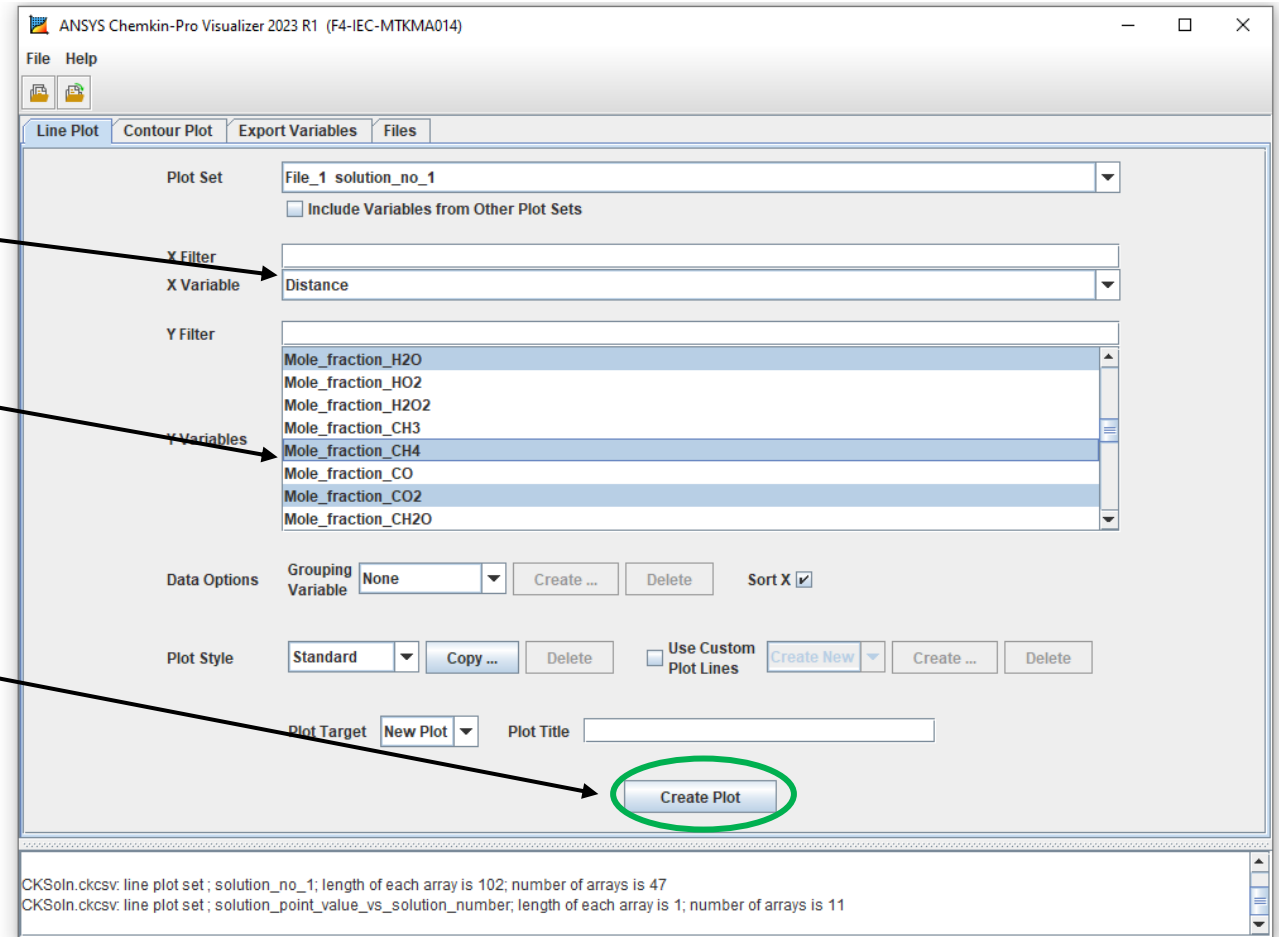 ANSYS Chemkin-Pro Visualizer 2023 R1 (F4-IEC-MTKMA014)
File Help
Line Plot Contour Plot Export Variables Files
Plot Set File_1 solution_no_1
Include Variables from Other Plot Sets
X Filter
X Variable Distance
Y Filter
Mole_fraction_H2O
Mole_fraction_HO2
Mole_fraction_H2O2
Mole_fraction_CH3
Y Variables
Mole_fraction_CH4
Mole_fraction_CO
Mole_fraction_CO2
Mole_fraction_CH2O
Data Options Grouping Variable None Create ... Delete Sort X
Plot Style Standard Copy ... Delete Use Custom Plot Lines Create New Create ... Delete
Plot Target New Plot Plot Title
Create Plot
CKSoln.ckcsv: line plot set ; solution_no_1; length of each array is 102; number of arrays is 47
CKSoln.ckcsv: line plot set ; solution_point_value_vs_solution_number; length of each array is 1; number of arrays is 11